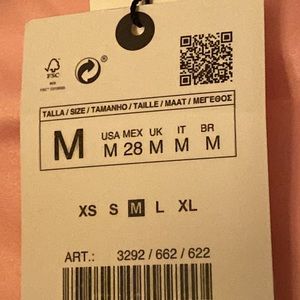 FSC
TALLA / SIZE / TAMANHO / TAILLE / MAAT / ΜΕΓΕΘΟΣ
M
USA MEX UK IT BR
M 28 M M M
XS S M L XL
ART.: 3292 / 662 / 622